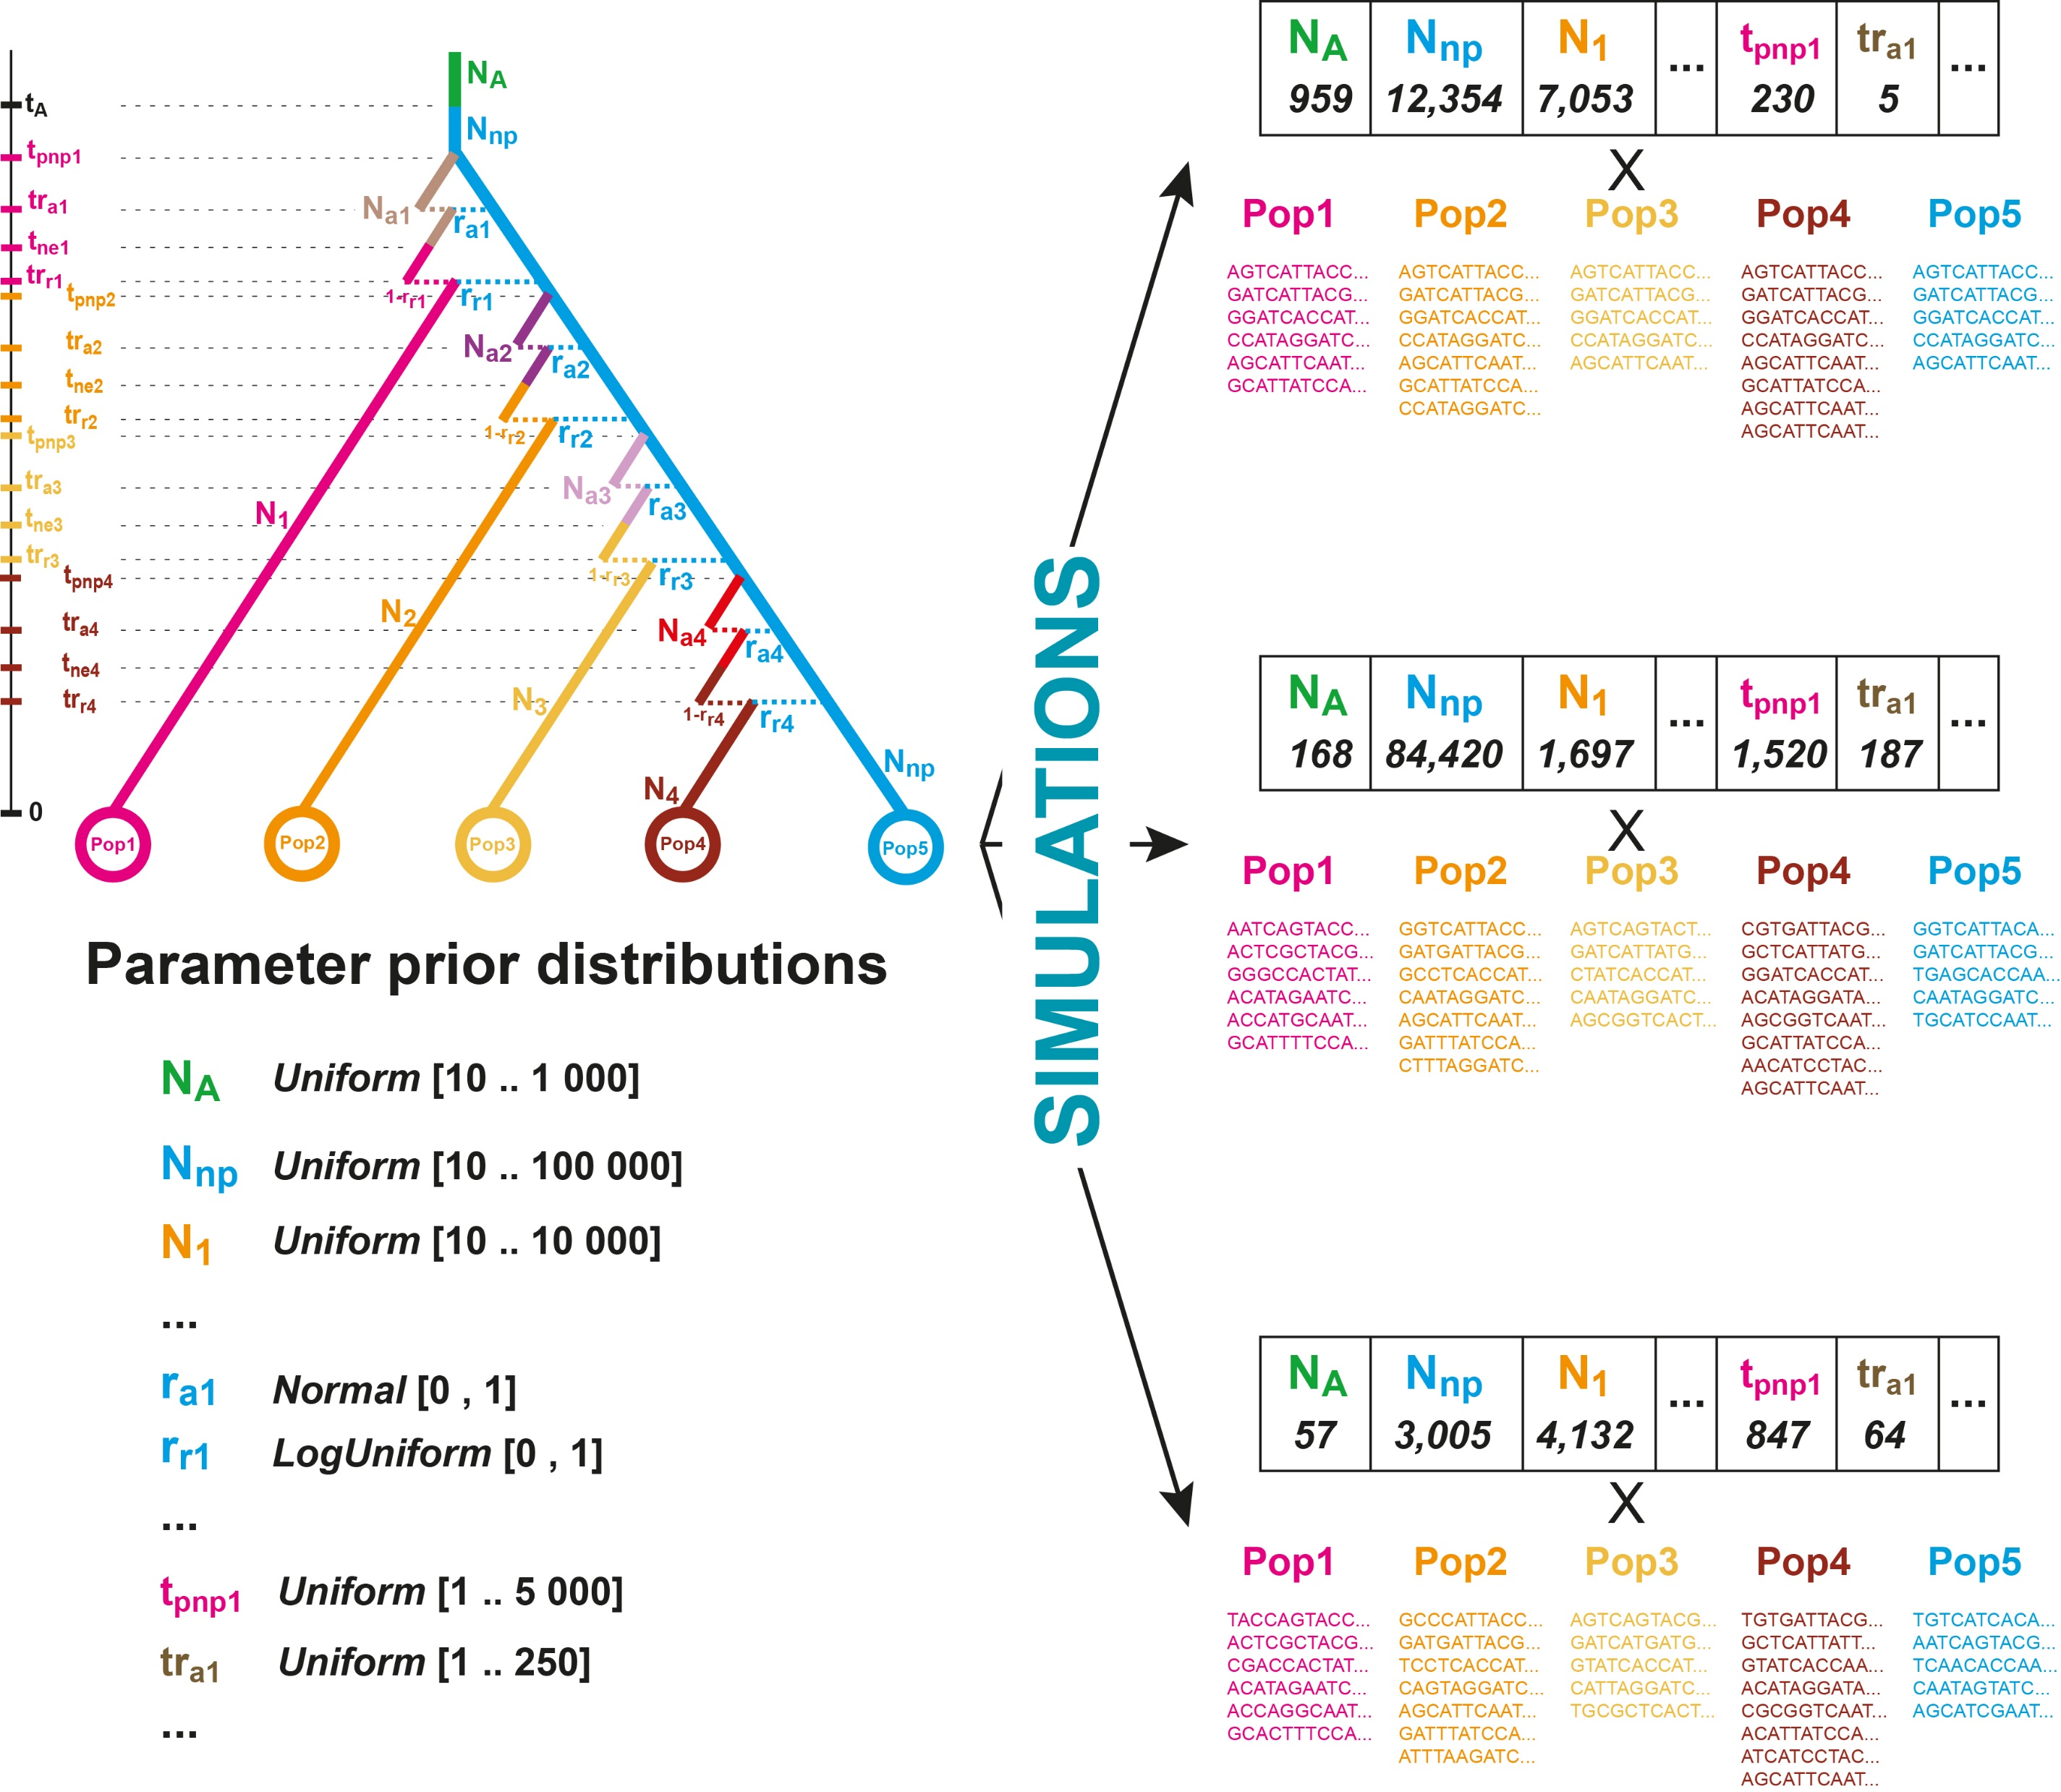 NA
tA
Nnp
tpnp1
tra1
Na1
ra1
tne1
trr1
1-rr1
rr1
tpnp2
tra2
Na2
ra2
tne2
trr2
1-rr2
rr2
tpnp3
tra3
Na3
ra3
N1
tne3
trr3
1-rr3
rr3
tpnp4
N2
tra4
Na4
ra4
tne4
trr4
N3
1-rr4
rr4
Nnp
N4
0
Pop1 Pop2 Pop3 Pop4 Pop5
Parameter prior distributions
NA Uniform [10 .. 1 000]
Nnp Uniform [10 .. 100 000]
N1 Uniform [10 .. 10 000]
...
ra1 Normal [0 , 1]
rr1 LogUniform [0 , 1]
...
tpnp1 Uniform [1 .. 5 000]
tra1 Uniform [1 .. 250]
...
SIMULATIONS
NA Nnp N1 ... tpnp1 tra1 ...
959 12,354 7,053 230 5
X
Pop1 Pop2 Pop3 Pop4 Pop5
AGTCATTACC... AGTCATTACC... AGTCATTACC... AGTCATTACC... AGTCATTACC...
GATCATTACG... GATCATTACG... GATCATTACG... GATCATTACG... GATCATTACG...
GGATCACCAT... GGATCACCAT... GGATCACCAT... GGATCACCAT... GGATCACCAT...
CCATAGGATC... CCATAGGATC... CCATAGGATC... CCATAGGATC... CCATAGGATC...
AGCATTCAAT... AGCATTCAAT... AGCATTCAAT... AGCATTCAAT... AGCATTCAAT...
GCATTATCCA... GCATTATCCA... GCATTATCCA...
CCATAGGATC... AGCATTCAAT...
AGCATTCAAT...
NA Nnp N1 ... tpnp1 tra1 ...
168 84,420 1,697 1,520 187
X
Pop1 Pop2 Pop3 Pop4 Pop5
AATCAGTACC... GGTCATTACC... AGTCAGTACT... CGTGATTACG... GGTCATTACA...
ACTCGCTACG... GATGATTACG... GATCATTATG... GCTCATTATG... GATCATTACG...
GGGCCACTAT... GCCTCACCAT... CTATCACCAT... GGATCACCAT... TGAGCACCAA...
ACATAGAATC... CAATAGGATC... CAATAGGATC... ACATAGGATA... CAATAGGATC...
ACCATGCAAT... AGCATTCAAT... AGCGGTCACT... AGCGGTCAAT... TGCATCCAAT...
GCATTTTCCA... GATTTATCCA... GCATTATCCA...
CTTTAGGATC... AACATCCTAC...
AGCATTCAAT...
NA Nnp N1 ... tpnp1 tra1 ...
57 3,005 4,132 847 64
X
Pop1 Pop2 Pop3 Pop4 Pop5
TACCAGTACC... GCCCATTACC... AGTCAGTACG... TGTGATTACG... TGTCATCACA...
ACTCGCTACG... GATGATTACG... GATCATGATG... GCTCATTATT... AATCAGTACG...
CGACCACTAT... TCCTCACCAT... GTATCACCAT... GTATCACCAA... TCAACACCAA...
ACATAGAATC... CAGTAGGATC... CATTAGGATC... ACATAGGATA... CAATAGTATC...
ACCAGGCAAT... AGCATTCAAT... TGCGCTCACT... CGCGGTCAAT... AGCATCGAAT...
GCACTTTCCA... GATTTATCCA... ACATTATCCA...
ATTTAAGATC... ATCATCCTAC...
AGCATTCAAT...